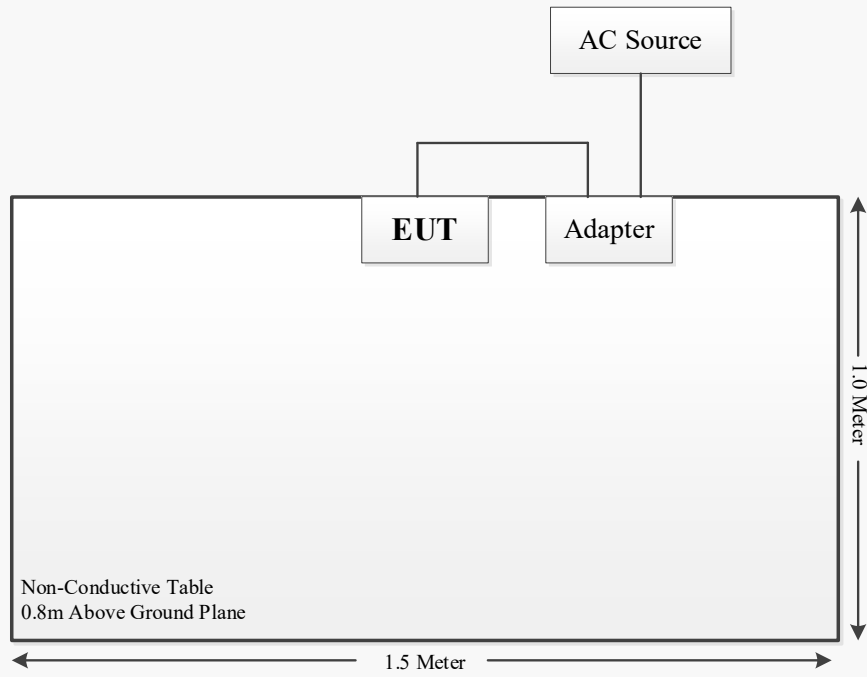 AC Source
EUT
Adapter
1.0 Meter
Non-Conductive Table
0.8m Above Ground Plane
1.5 Meter